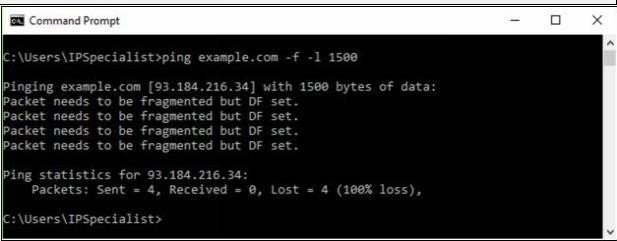 Command Prompt
C:\Users\IPSpecialist>ping example.com -f -l 1500
Pinging example.com [93.184.216.34] with 1500 bytes of data:
Packet needs to be fragmented but DF set.
Packet needs to be fragmented but DF set.
Packet needs to be fragmented but DF set.
Packet needs to be fragmented but DF set.
Ping statistics for 93.184.216.34:
Packets: Sent = 4, Received = 0, Lost = 4 (100% loss),
C:\Users\IPSpecialist>